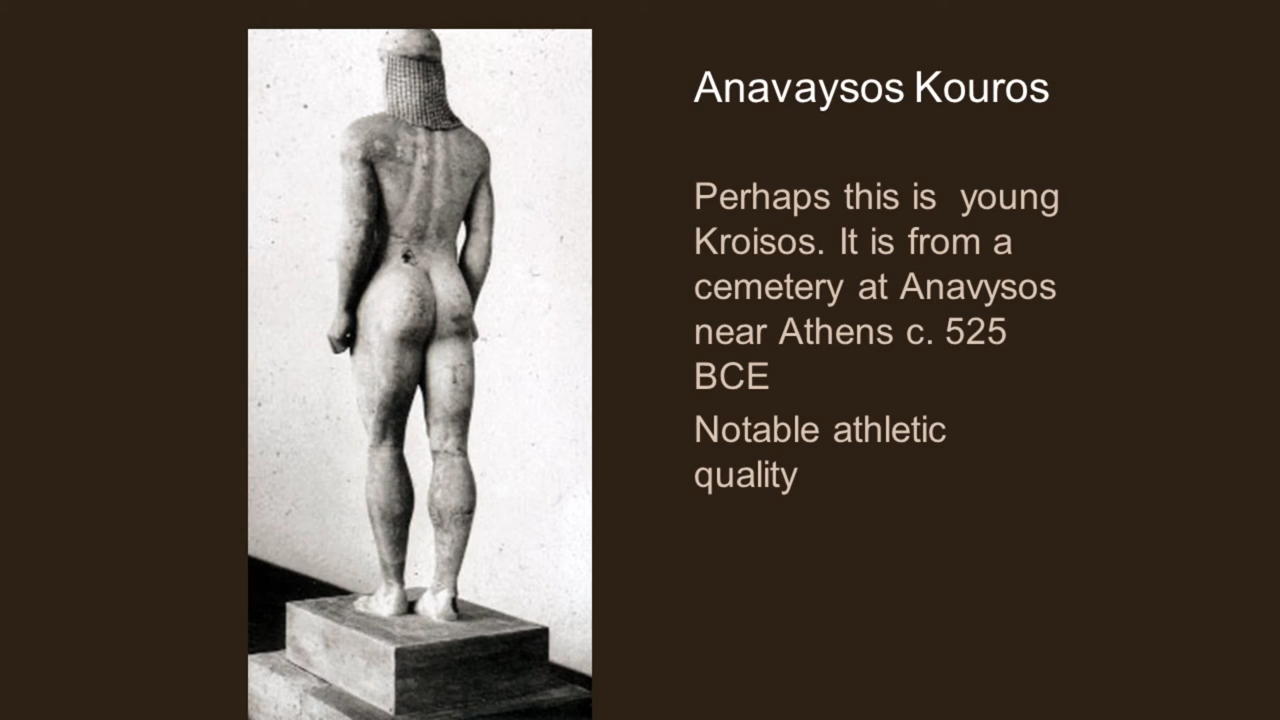 Anavaysos Kouros
Perhaps this is  young
Kroisos. It is from a
cemetery at Anavysos
near Athens c. 525
BCE
Notable athletic
quality